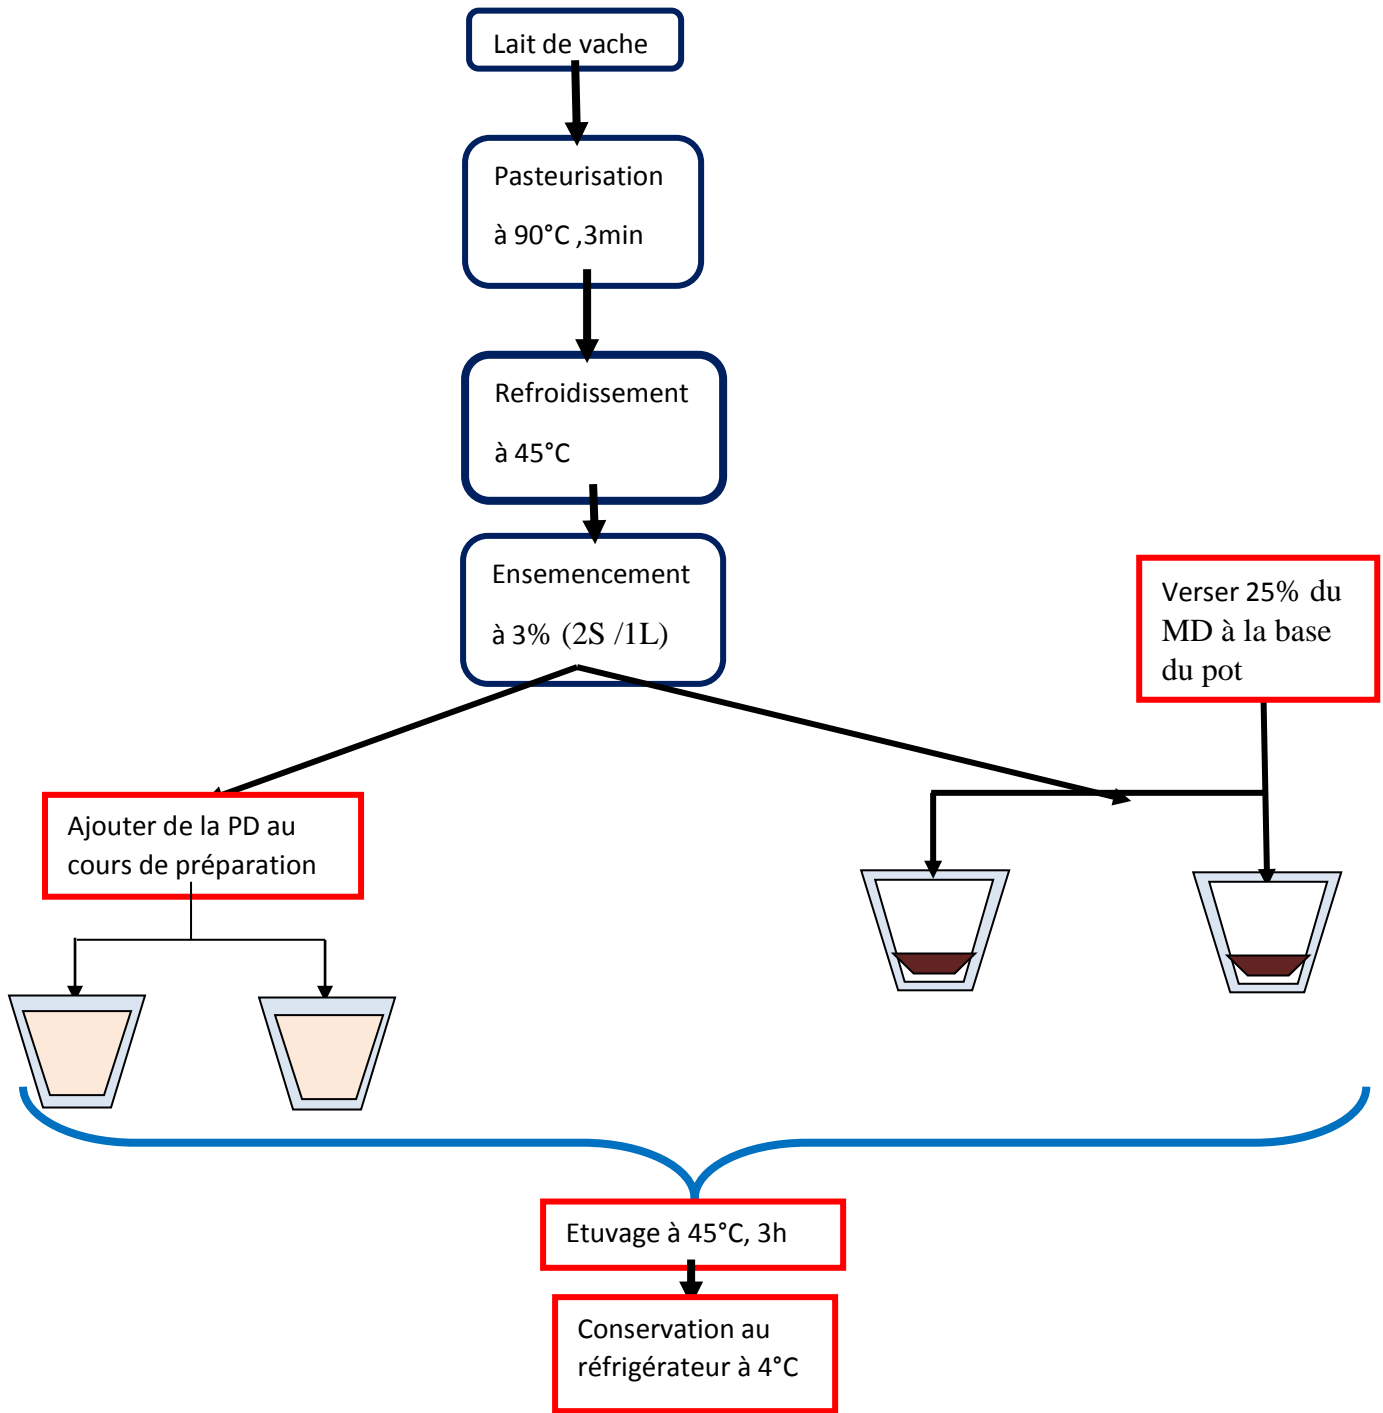 Lait de vache
Pasteurisation
à 90°C ,3min
Refroidissement
à 45°C
Ensemencement
à 3% (2S /1L)
Verser 25% du
MD à la base
du pot
Ajouter de la PD au
cours de préparation
Etuvage à 45°C, 3h
Conservation au
réfrigérateur à 4°C